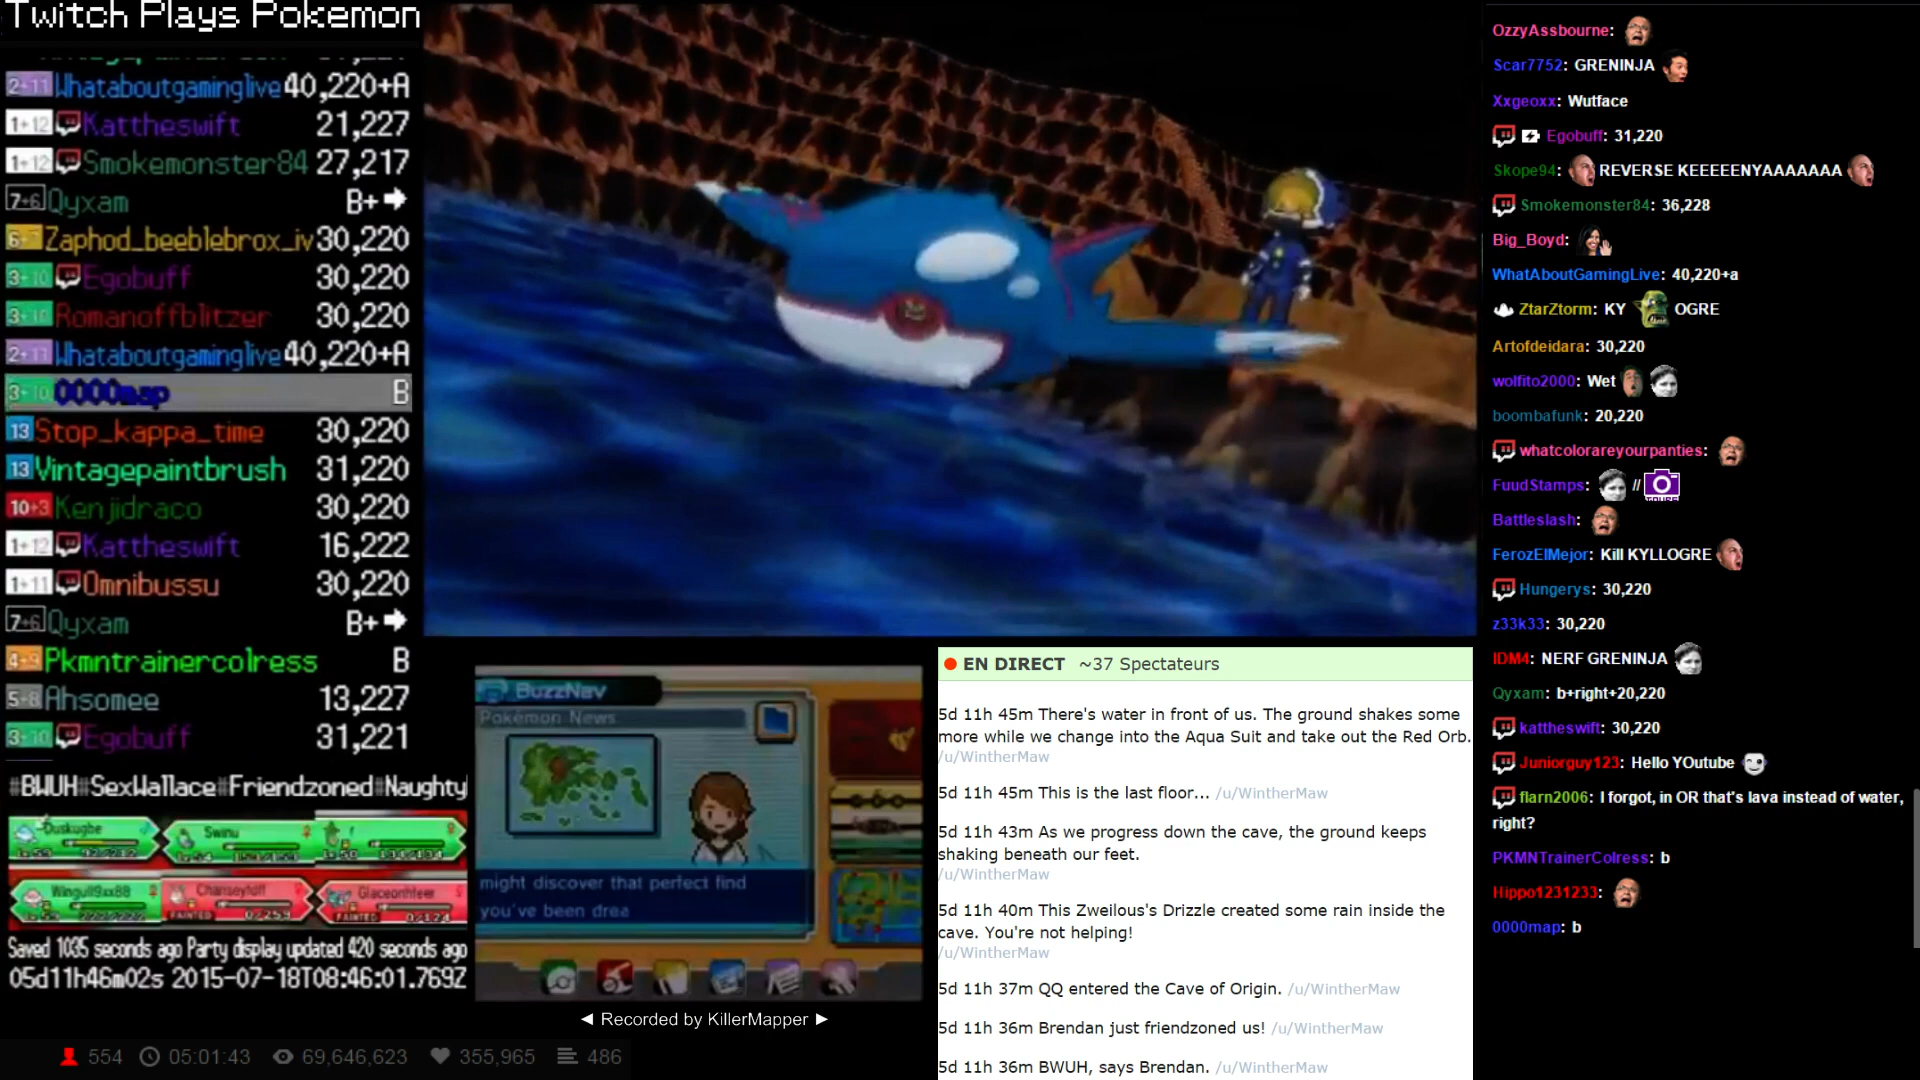 Twitch Plays Pokemon
2+11 Whataboutgaminglive 40,220+A
1+12 Kattheswift 21,227
1+12 Smokemonster84 27,217
7+6 Qyxam B+➡
6+7 Zaphod_beeblebrox_iv 30,220
3+10 Egobuff 30,220
3+10 Romanoffblitzer 30,220
2+11 Whataboutgaminglive 40,220+A
3+10 0000map B
13 Stop_kappa_time 30,220
13 Vintagepaintbrush 31,220
10+3 Kenjidraco 30,220
1+12 Kattheswift 16,222
1+11 Omnibussu 30,220
7+6 Qyxam B+➡
4+9 Pkmntrainercolress B
5+8 Ahsomee 13,227
3+10 Egobuff 31,221
#BWUH#SexWallace#Friendzoned#Naughty
Duskugbe
Swinu
Wingull9xx88
Chanseytoff
Glaceonhfeer
FAINTED 0/259
FAINTED 0/124
Saved 1035 seconds ago Party display updated 420 seconds ago
05d11h46m02s 2015-07-18T08:46:01.769Z
554 05:01:43 69,646,623 355,965 486
BuzzNav
Pokémon News
might discover that perfect find
you've been drea
◄ Recorded by KillerMapper ►
EN DIRECT ~37 Spectateurs
5d 11h 45m There's water in front of us. The ground shakes some
more while we change into the Aqua Suit and take out the Red Orb.
/u/WintherMaw
5d 11h 45m This is the last floor... /u/WintherMaw
5d 11h 43m As we progress down the cave, the ground keeps
shaking beneath our feet.
/u/WintherMaw
5d 11h 40m This Zweilous's Drizzle created some rain inside the
cave. You're not helping!
/u/WintherMaw
5d 11h 37m QQ entered the Cave of Origin. /u/WintherMaw
5d 11h 36m Brendan just friendzoned us! /u/WintherMaw
5d 11h 36m BWUH, says Brendan. /u/WintherMaw
OzzyAssbourne:
Scar7752: GRENINJA
Xxgeoxx: Wutface
Egobuff: 31,220
Skope94: REVERSE KEEEEENYAAAAAAA
Smokemonster84: 36,228
Big_Boyd:
WhatAboutGamingLive: 40,220+a
ZtarZtorm: KY OGRE
Artofdeidara: 30,220
wolfito2000: Wet
boombafunk: 20,220
whatcolorareyourpanties:
FuudStamps: //
Battleslash:
FerozElMejor: Kill KYLLOGRE
Hungerys: 30,220
z33k33: 30,220
IDM4: NERF GRENINJA
Qyxam: b+right+20,220
kattheswift: 30,220
Juniorguy123: Hello YOutube
flarn2006: I forgot, in OR that's lava instead of water,
right?
PKMNTrainerColress: b
Hippo1231233:
0000map: b